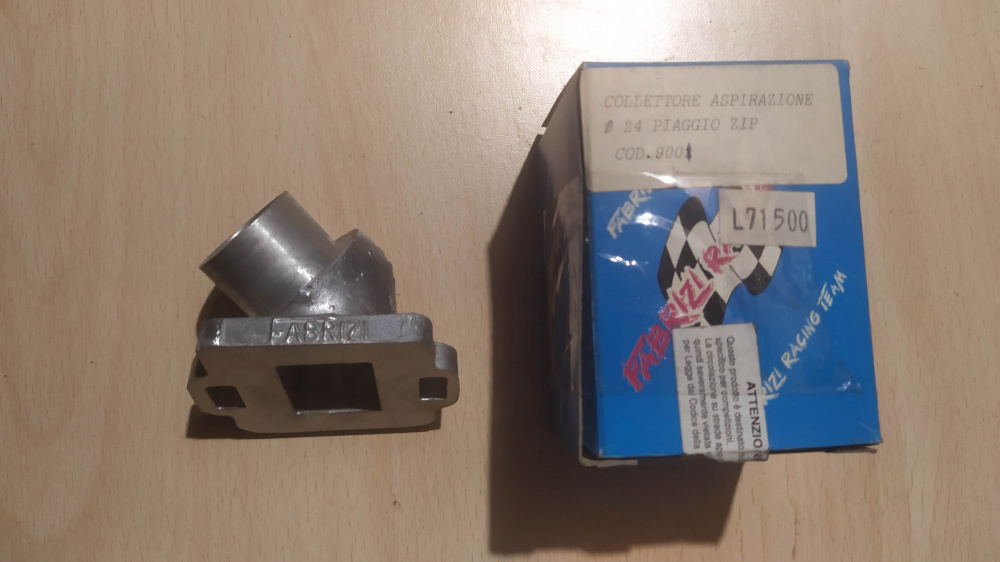 COLLETTORE ASPIRAZIONE
ø 24 PIAGGIO ZIP
COD.900
L71500
FABRIZI
FABRIZI
RACING TEAM
ATTENZIO
Questo prodotto è destinato
specifico per competizioni.
La circolazione su strade
quindi severamente vietata
per Legge dal Codice della